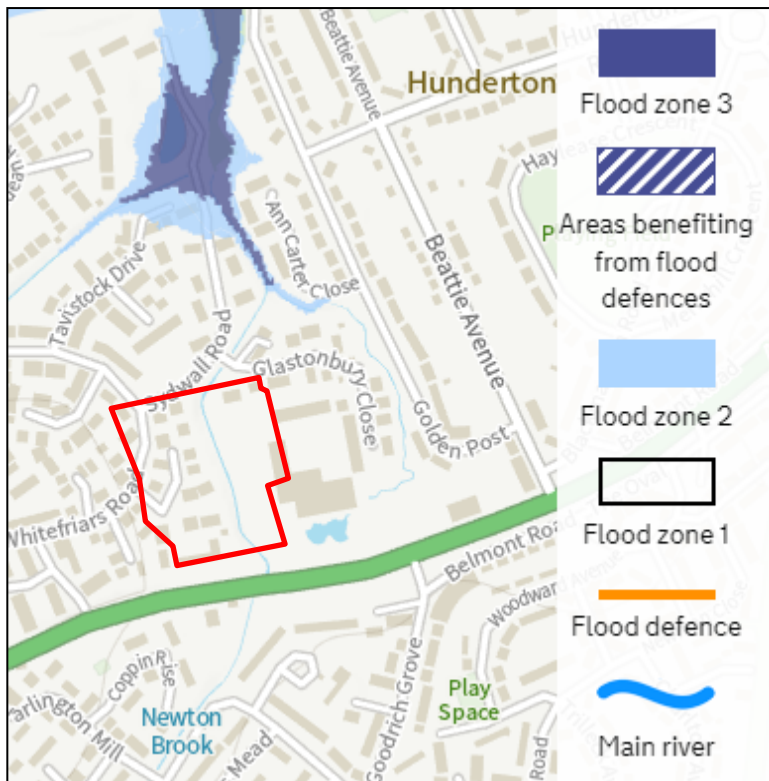 Beattie Avenue
Hunderton
Ann Carter Close
Beattie Avenue
Tavistock Drive
Sydwall Road
Glastonbury Close
Golden Post
Whitefriars Road
Belmont Road
Woodward
Coppin Rise
Goodrich Grove
Play
Space
Newton
Brook
Mead
Road
Flood zone 3
Areas benefiting
from flood
defences
Flood zone 2
Flood zone 1
Flood defence
Main river